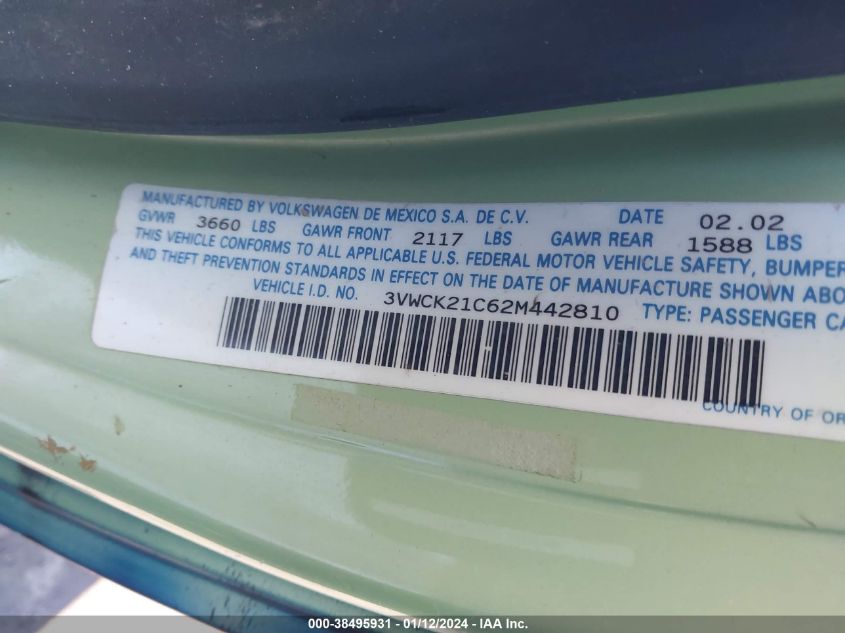 MANUFACTURED BY VOLKSWAGEN DE MEXICO S.A. DE C.V. DATE 02.02
GVWR 3660 LBS GAWR FRONT 2117 LBS GAWR REAR 1588 LBS
THIS VEHICLE CONFORMS TO ALL APPLICABLE U.S. FEDERAL MOTOR VEHICLE SAFETY, BUMPER
AND THEFT PREVENTION STANDARDS IN EFFECT ON THE DATE OF MANUFACTURE SHOWN ABO
VEHICLE I.D. NO. 3VWCK21C62M442810 TYPE: PASSENGER CA
COUNTRY OF OR
000-38495931 - 01/12/2024 - IAA Inc.